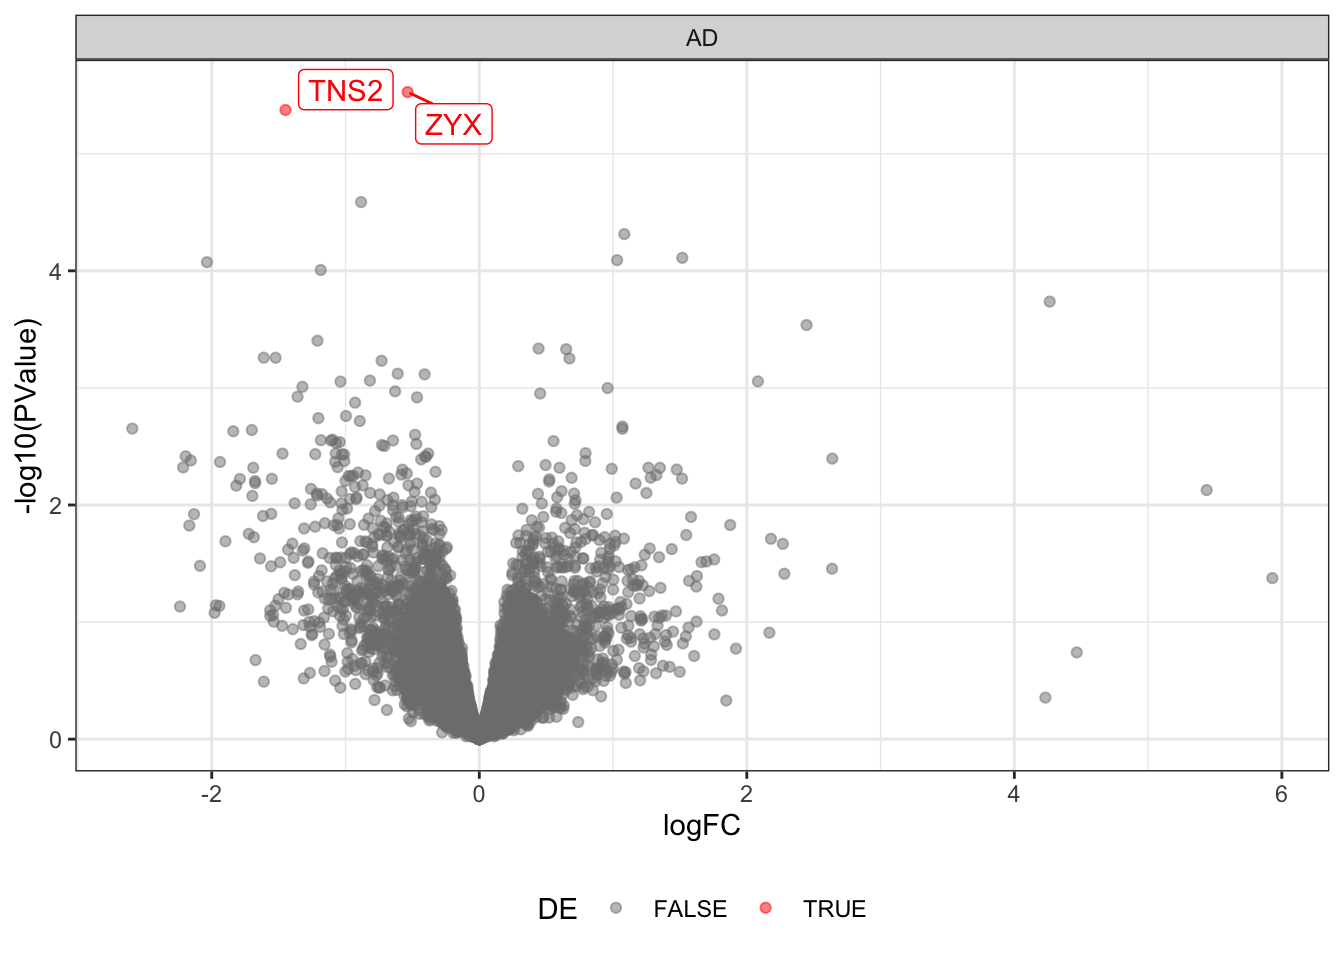 AD
TNS2
ZYX
4
2
0
-log10(PValue)
-2 0 2 4 6
logFC
DE FALSE TRUE